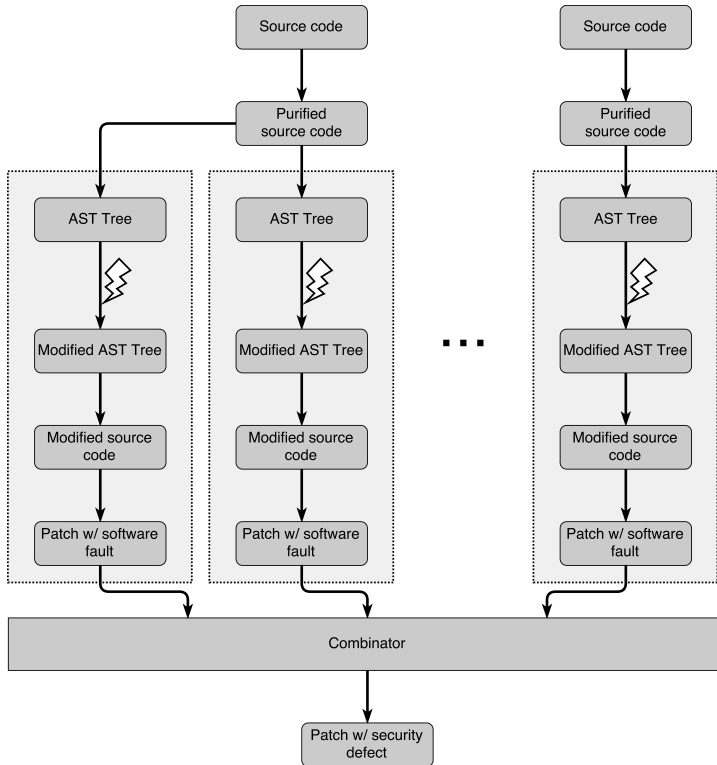 Source code
Source code
Purified
source code
Purified
source code
AST Tree
AST Tree
AST Tree
Modified AST Tree
Modified AST Tree
Modified AST Tree
Modified source
code
Modified source
code
Modified source
code
Patch w/ software
fault
Patch w/ software
fault
Patch w/ software
fault
Combinator
Patch w/ security
defect